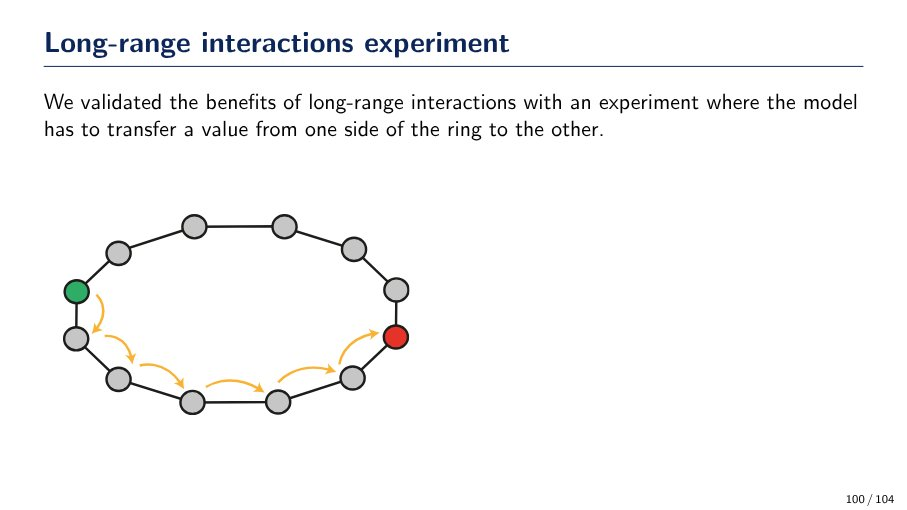 Long-range interactions experiment
We validated the benefits of long-range interactions with an experiment where the model
has to transfer a value from one side of the ring to the other.
100 / 104